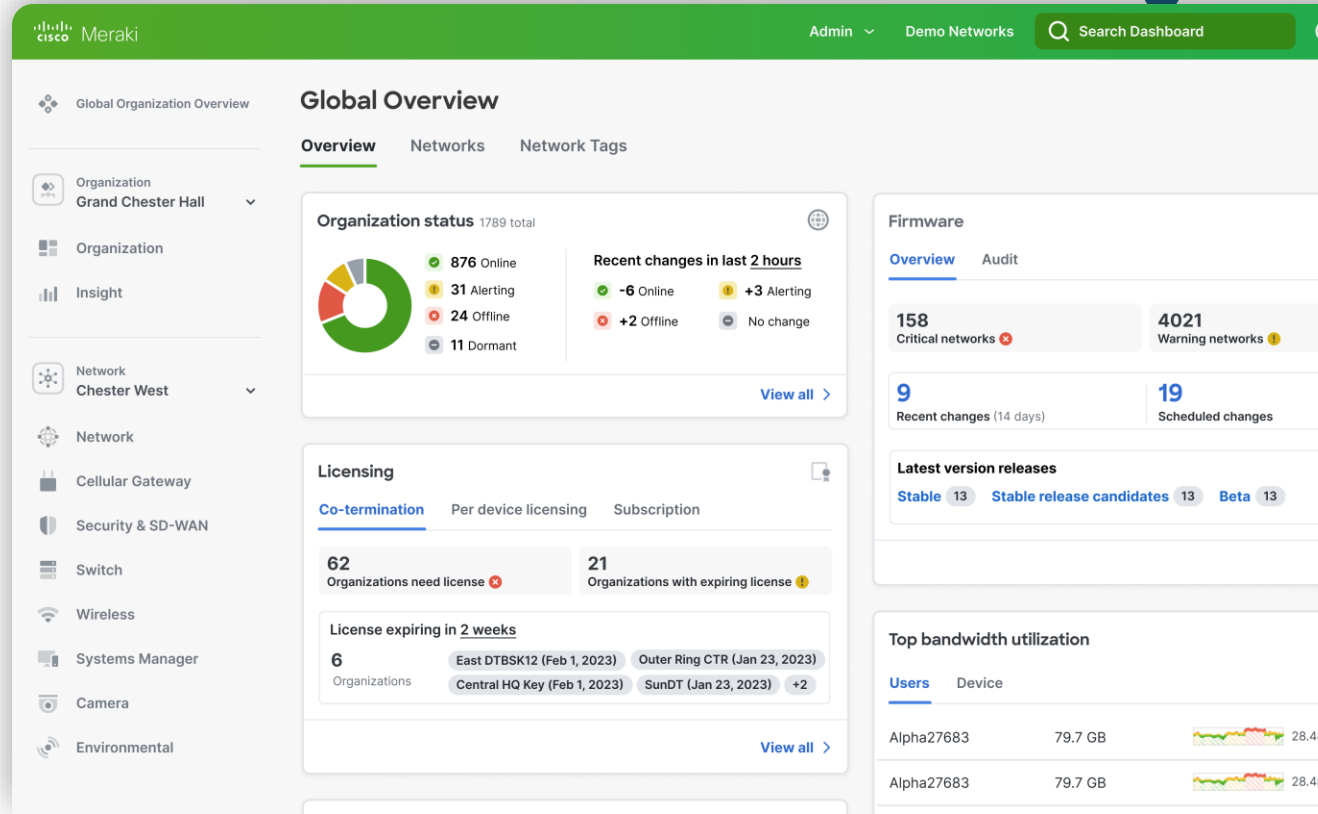 cisco Meraki
Admin
Demo Networks
Search Dashboard
Global Organization Overview
Organization
Grand Chester Hall
Organization
Insight
Network
Chester West
Network
Cellular Gateway
Security & SD-WAN
Switch
Wireless
Systems Manager
Camera
Environmental
Global Overview
Overview Networks Network Tags
Organization status 1789 total
876 Online
31 Alerting
24 Offline
11 Dormant
Recent changes in last 2 hours
-6 Online +3 Alerting
+2 Offline No change
View all
Licensing
Co-termination Per device licensing Subscription
62
Organizations need license
21
Organizations with expiring license
License expiring in 2 weeks
6
Organizations
East DTBSK12 (Feb 1, 2023) Outer Ring CTR (Jan 23, 2023)
Central HQ Key (Feb 1, 2023) SunDT (Jan 23, 2023) +2
View all
Firmware
Overview Audit
158
Critical networks
4021
Warning networks
9
Recent changes (14 days)
19
Scheduled changes
Latest version releases
Stable 13 Stable release candidates 13 Beta 13
Top bandwidth utilization
Users Device
Alpha27683 79.7 GB
Alpha27683 79.7 GB